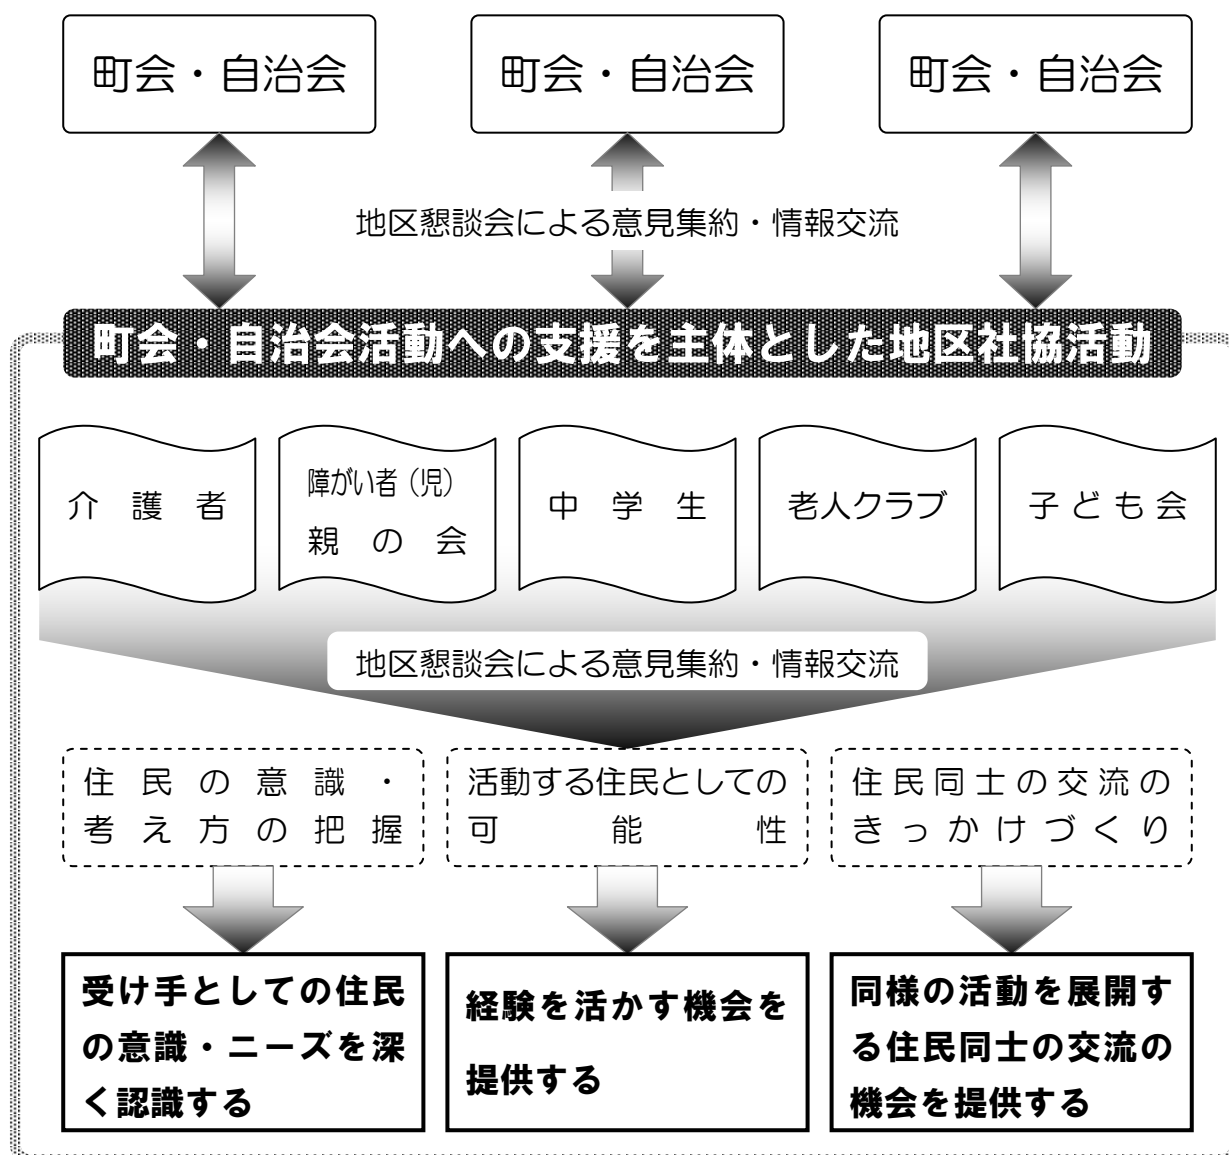 町会・自治会
町会・自治会
町会・自治会
地区懇談会による意見集約・情報交流
町会・自治会活動への支援を主体とした地区社協活動
介護者
障がい者(児)
親の会
中学生
老人クラブ
子ども会
地区懇談会による意見集約・情報交流
住民の意識・
考え方の把握
活動する住民としての
可能性
住民同士の交流の
きっかけづくり
受け手としての住民
の意識・ニーズを深
く認識する
経験を活かす機会を
提供する
同様の活動を展開す
る住民同士の交流の
機会を提供する